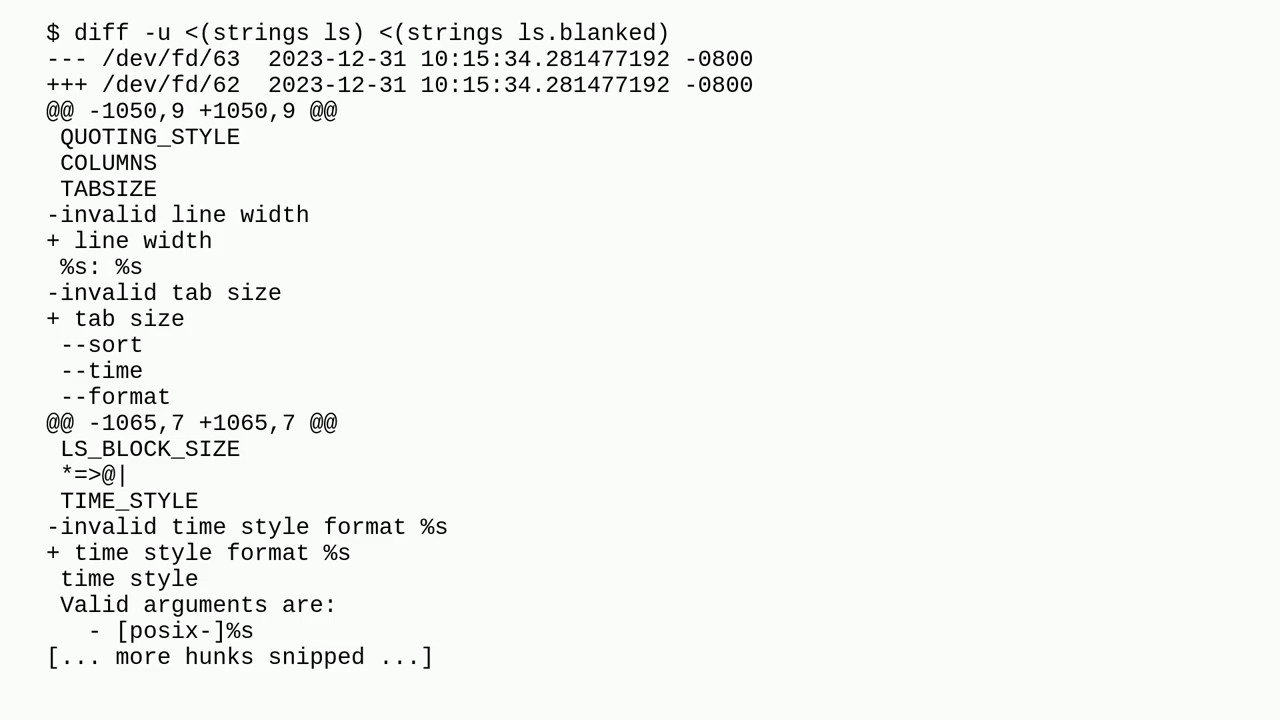 $ diff -u <(strings ls) <(strings ls.blanked)
--- /dev/fd/63  2023-12-31 10:15:34.281477192 -0800
+++ /dev/fd/62  2023-12-31 10:15:34.281477192 -0800
@@ -1050,9 +1050,9 @@
 QUOTING_STYLE
 COLUMNS
 TABSIZE
-invalid line width
+ line width
 %s: %s
-invalid tab size
+ tab size
 --sort
 --time
 --format
@@ -1065,7 +1065,7 @@
 LS_BLOCK_SIZE
 *=>@|
 TIME_STYLE
-invalid time style format %s
+ time style format %s
 time style
 Valid arguments are:
   - [posix-]%s
[... more hunks snipped ...]